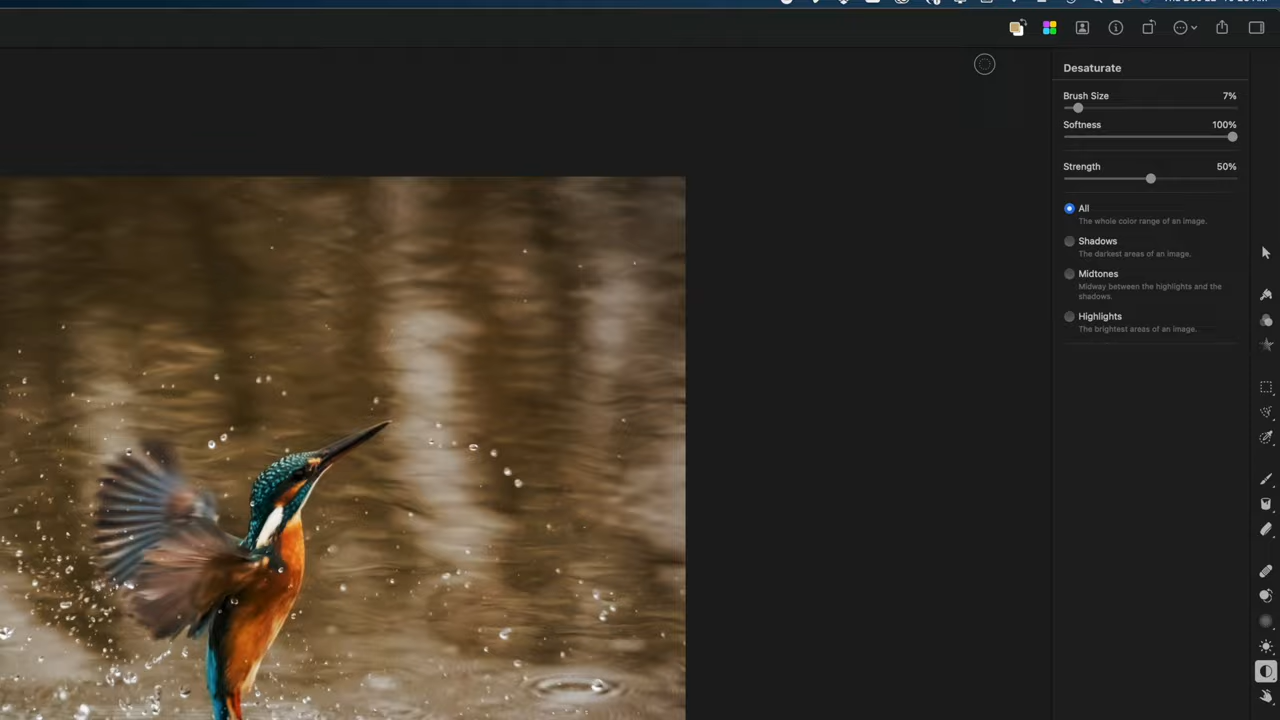 Desaturate
Brush Size 7%
Softness 100%
Strength 50%
All
The whole color range of an image.
Shadows
The darkest areas of an image.
Midtones
Midway between the highlights and the
shadows.
Highlights
The brightest areas of an image.